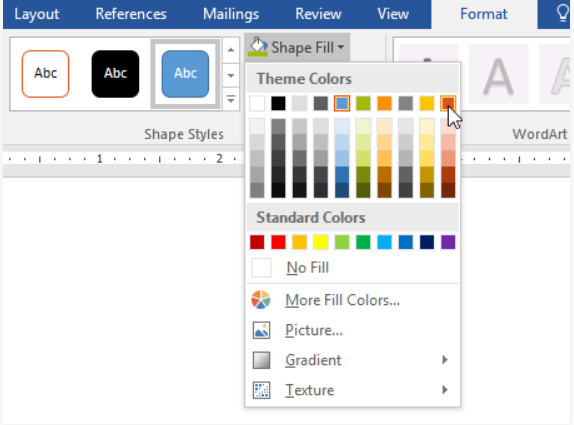 Layout References Mailings Review View Format
Abc Abc Abc Shape Fill A A
Theme Colors
Shape Styles WordArt
1 2
Standard Colors
No Fill
More Fill Colors...
Picture...
Gradient
Texture